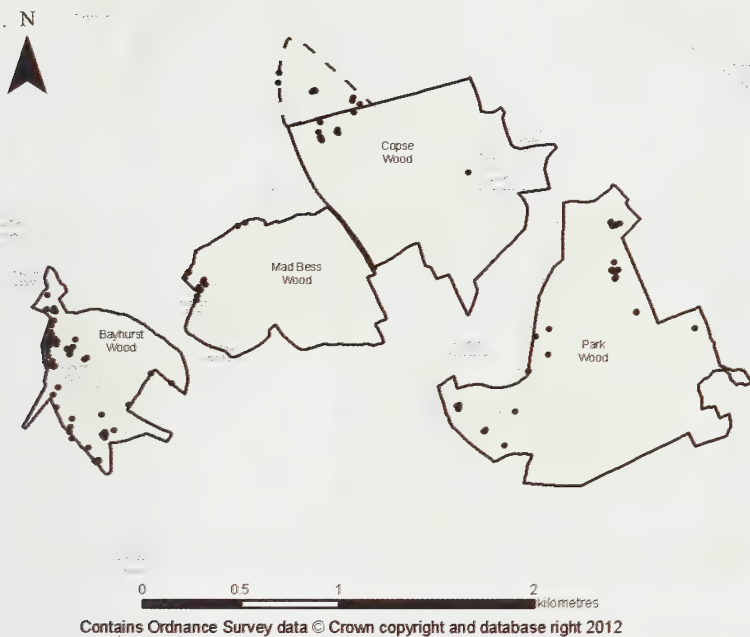 N
Copse
Wood
Mad Bess
Wood
Bayhurst
Wood
Park
Wood
0 0.5 1 2
kilometres
Contains Ordnance Survey data © Crown copyright and database right 2012